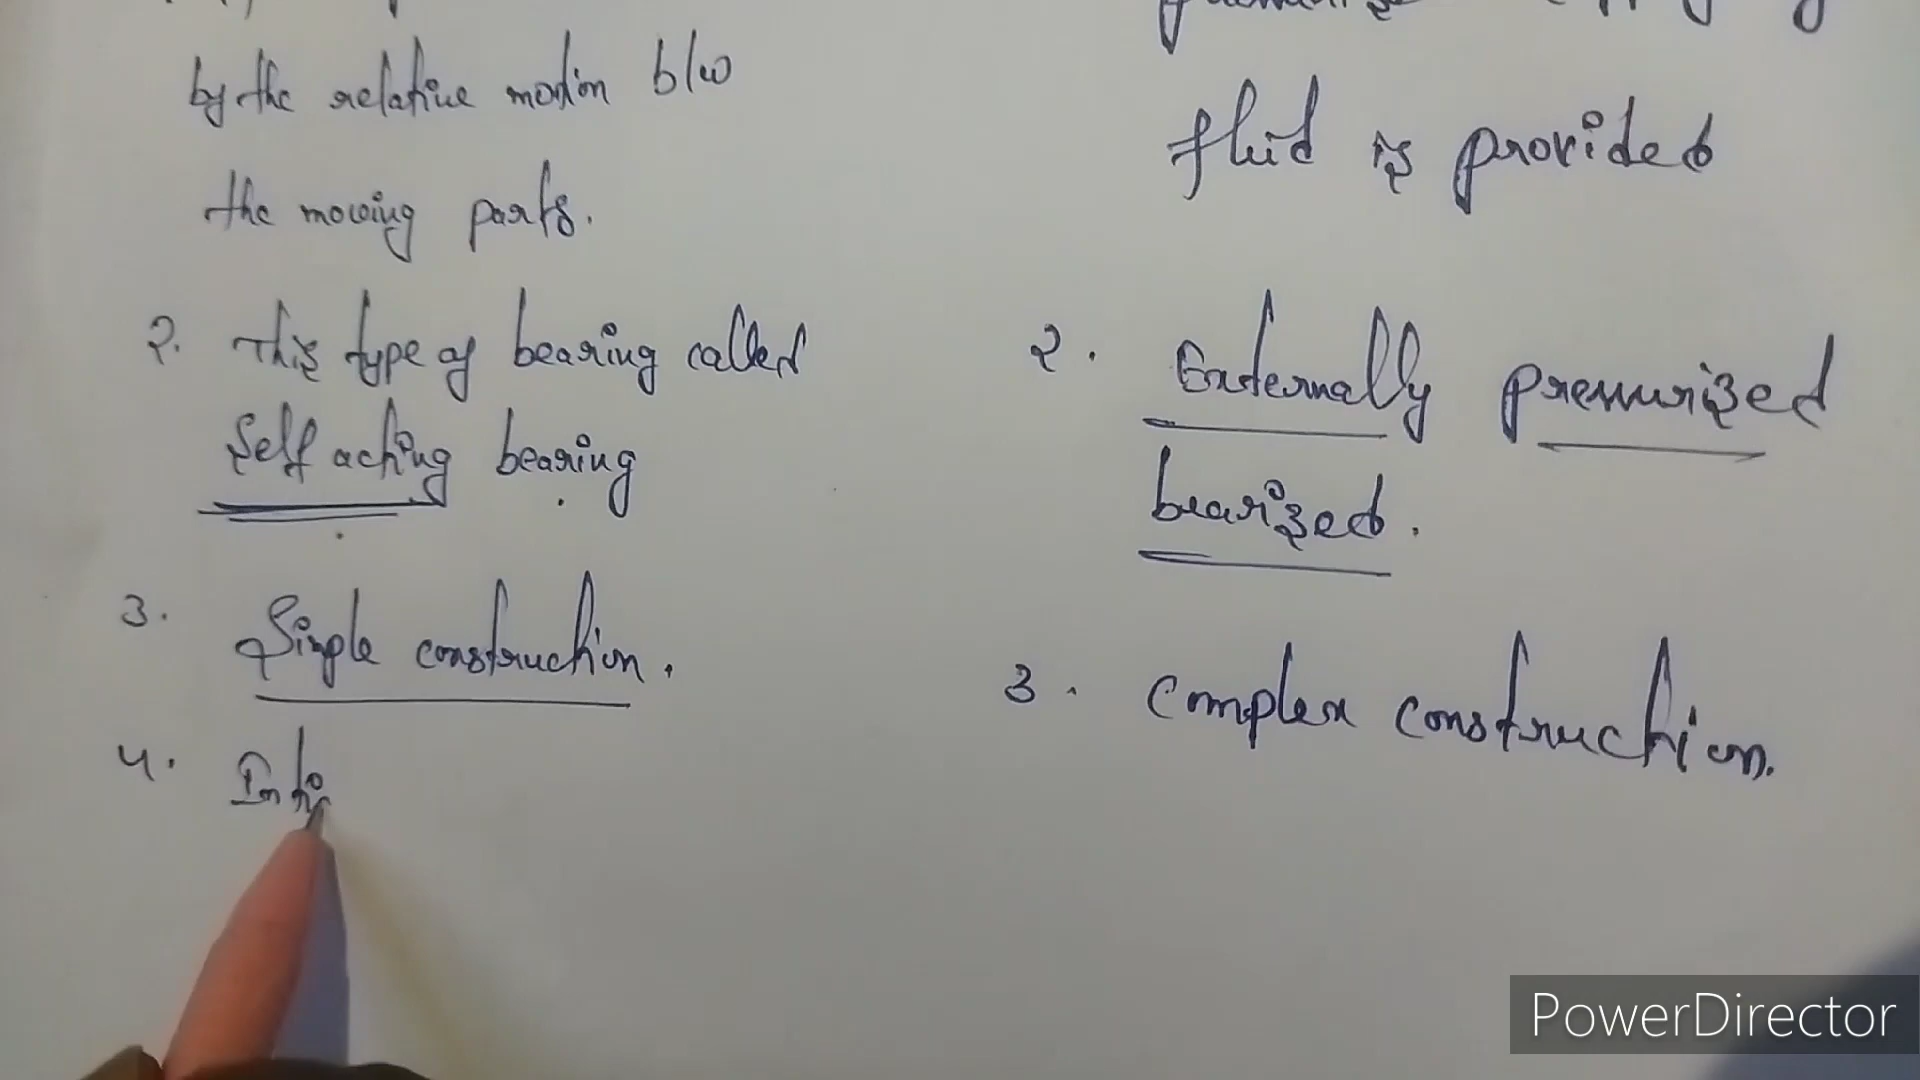 by the relative motion b/w
the moving parts.
2. This type of bearing called
Self acting bearing
3. Simple construction.
4. Inti
fluid is provided
2. Externally pressurized
bearized.
3. Complex construction.
PowerDirector